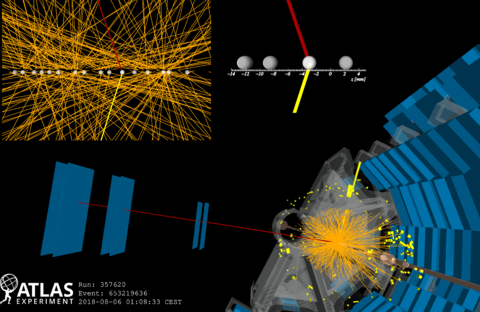 -14 -12 -10 -8 -6 -4 -2 0 2 4
z [mm]
ATLAS
EXPERIMENT
Run: 357620
Event: 653219636
2018-08-06 01:08:33 CEST